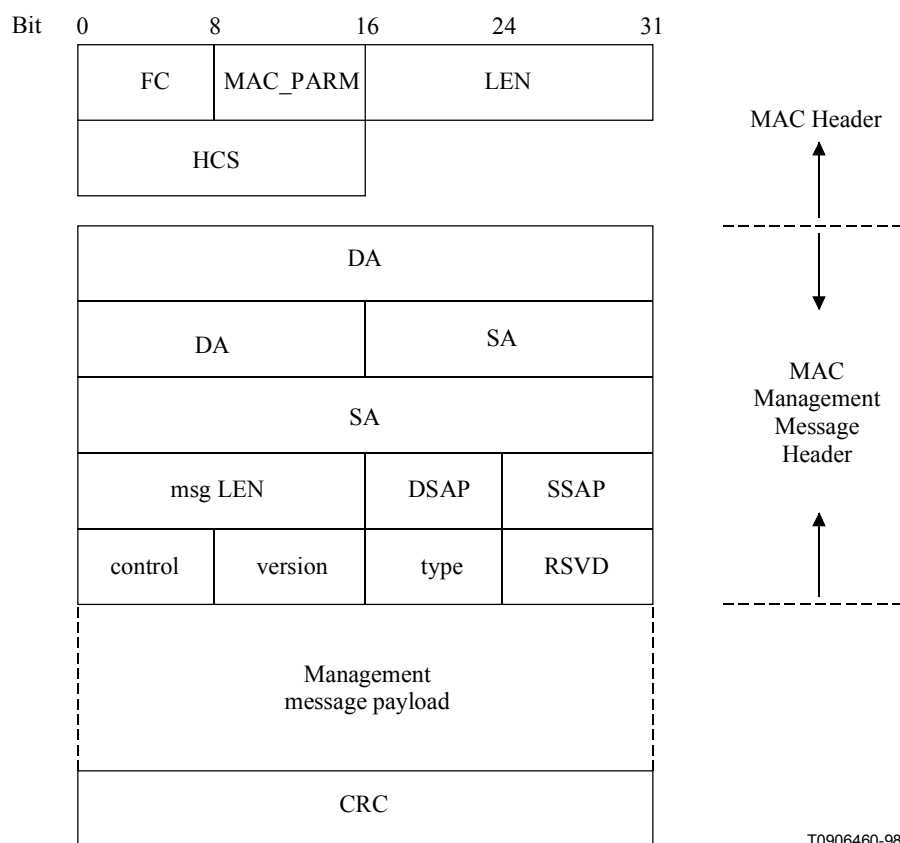 Bit 0 8 16 24 31
FC MAC_PARM LEN
MAC Header
HCS
DA
DA SA
MAC
Management
Message
Header
SA
msg LEN DSAP SSAP
control version type RSVD
Management
message payload
CRC
T0906460-98